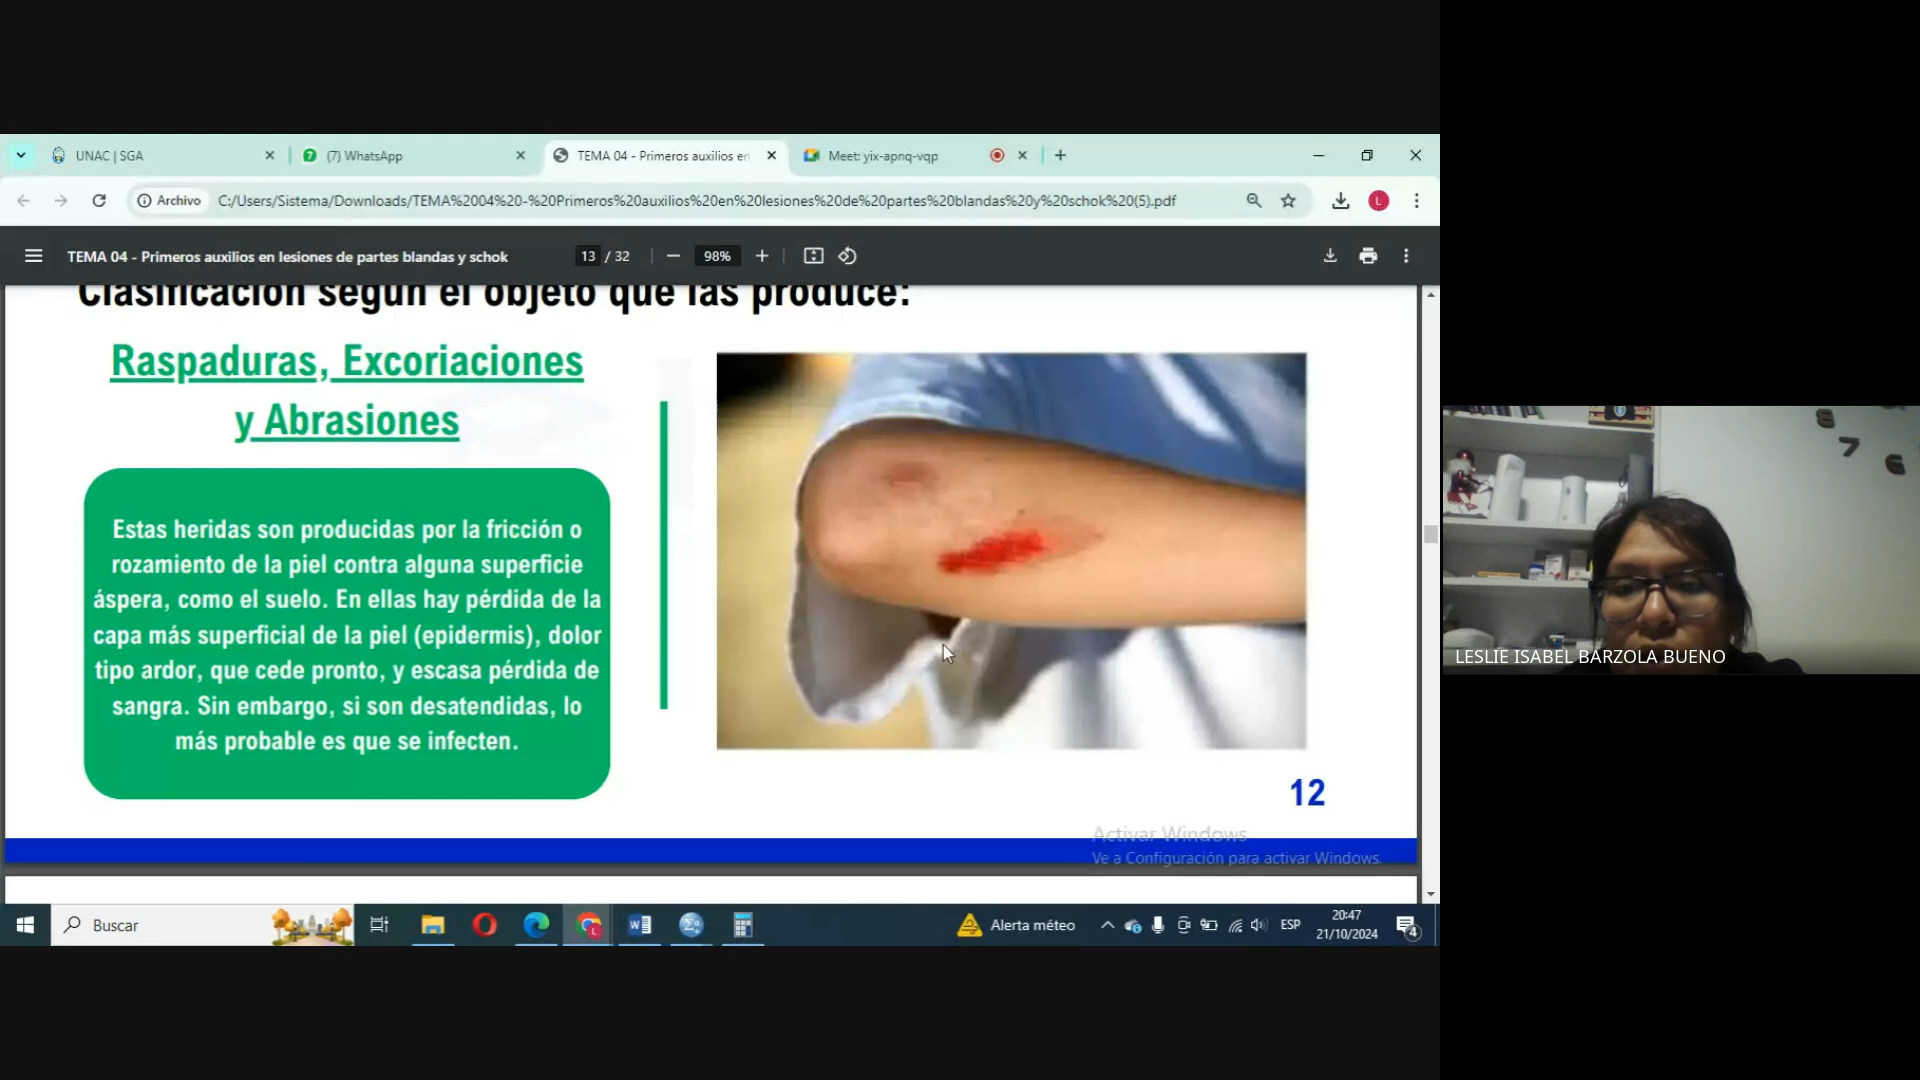 UNAC | SGA
(7) WhatsApp
TEMA 04 - Primeros auxilios en
Meet: yix-apnq-vqp
Archivo
C:/Users/Sistema/Downloads/TEMA%2004%20-%20Primeros%20auxilios%20en%20lesiones%20de%20partes%20blandas%20y%20schok%20(5).pdf
L
TEMA 04 - Primeros auxilios en lesiones de partes blandas y schok
13 / 32
98%
Clasificación según el objeto que las produce:
Raspaduras, Excoriaciones
y Abrasiones
Estas heridas son producidas por la fricción o
rozamiento de la piel contra alguna superficie
áspera, como el suelo. En ellas hay pérdida de la
capa más superficial de la piel (epidermis), dolor
tipo ardor, que cede pronto, y escasa pérdida de
sangra. Sin embargo, si son desatendidas, lo
más probable es que se infecten.
12
Activar Windows
Ve a Configuración para activar Windows.
Buscar
Alerta méteo
ESP
20:47
21/10/2024
4
8
7
6
LESLIE ISABEL BARZOLA BUENO